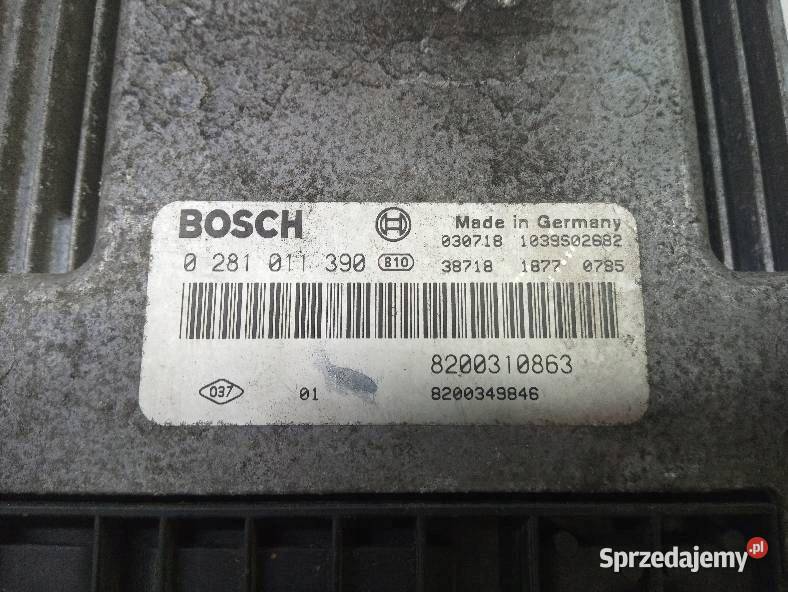 BOSCH
Made in Germany
030718 1039S02682
0 281 011 390 B10
38718 1877 0785
8200310863
037 01 8200349846
Sprzedajemy.pl